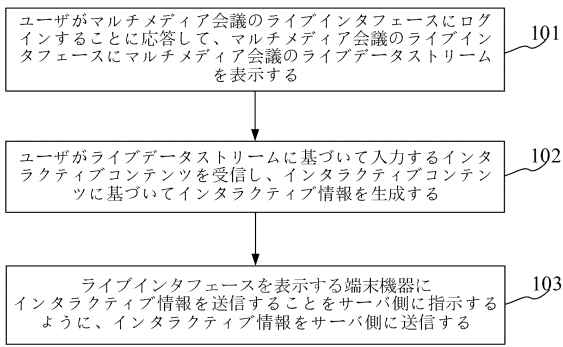 ユーザがマルチメディア会議のライブインタフェースにログ
インすることに応答して、マルチメディア会議のライブイン
タフェースにマルチメディア会議のライブデータストリーム
を表示する
101
ユーザがライブデータストリームに基づいて入力するインタ
ラクティブコンテンツを受信し、インタラクティブコンテン
ツに基づいてインタラクティブ情報を生成する
102
ライブインタフェースを表示する端末機器に
インタラクティブ情報を送信することをサーバ側に指示する
ように、インタラクティブ情報をサーバ側に送信する
103